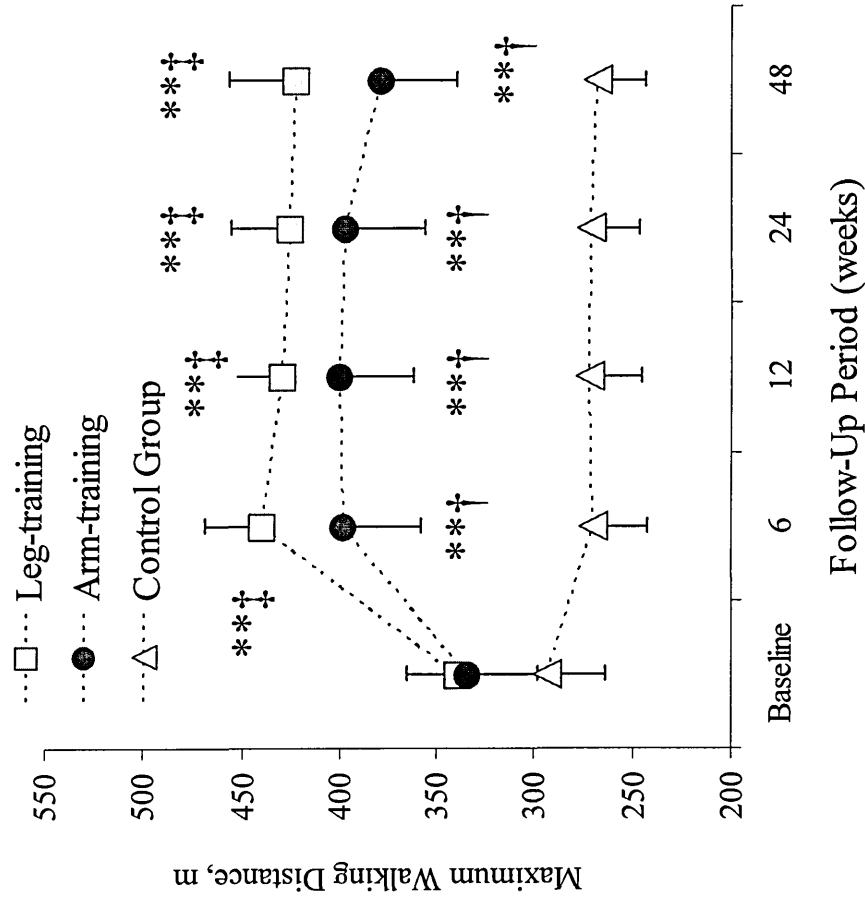 Leg-training
Arm-training
Control Group
Maximum Walking Distance, m
550
500
450
400
350
300
250
200
**‡
**‡
**‡
**‡
**†
**†
**†
**†
Baseline 6 12 24 48
Follow-Up Period (weeks)